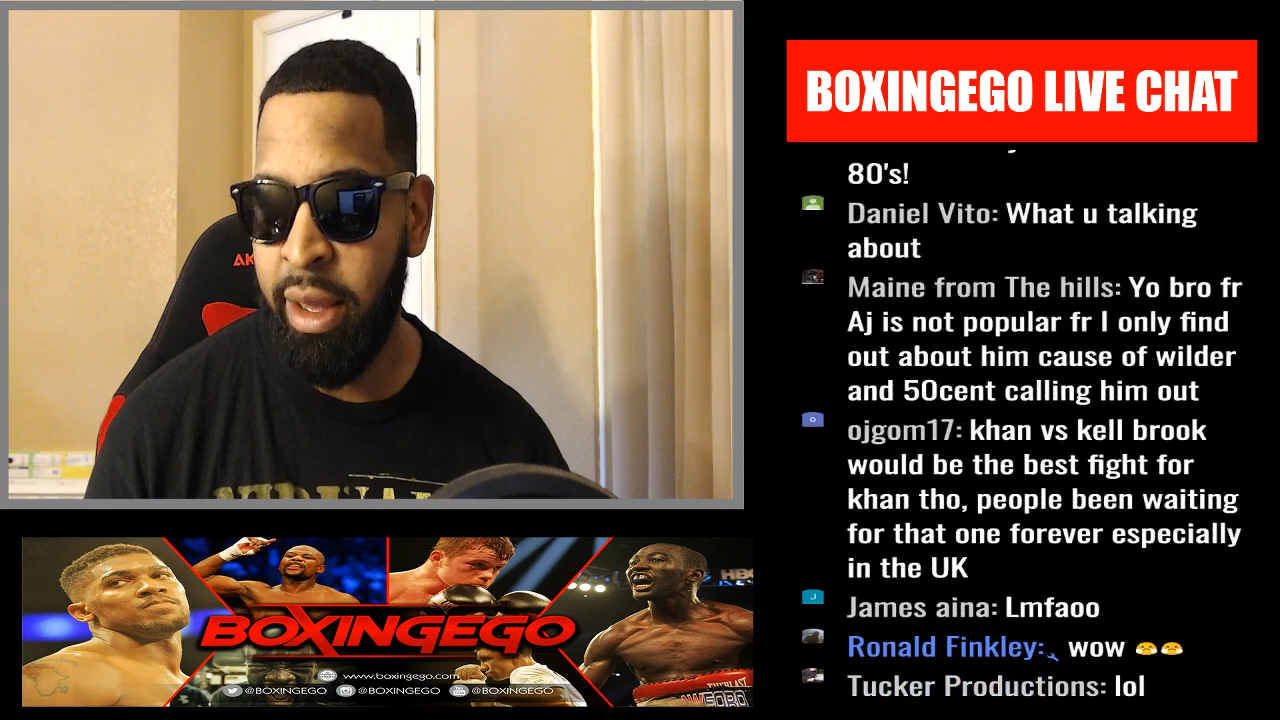 BOXINGEGO LIVE CHAT
80's!
Daniel Vito: What u talking
about
Maine from The hills: Yo bro fr
Aj is not popular fr I only find
out about him cause of wilder
and 50cent calling him out
ojgom17: khan vs kell brook
would be the best fight for
khan tho, people been waiting
for that one forever especially
in the UK
James aina: Lmfaoo
Ronald Finkley: wow 😤😤
Tucker Productions: lol
AK
BOXINGEGO
www.boxingego.com
@BOXINGEGO @BOXINGEGO @BOXINGEGO
HBO
EVERLAST